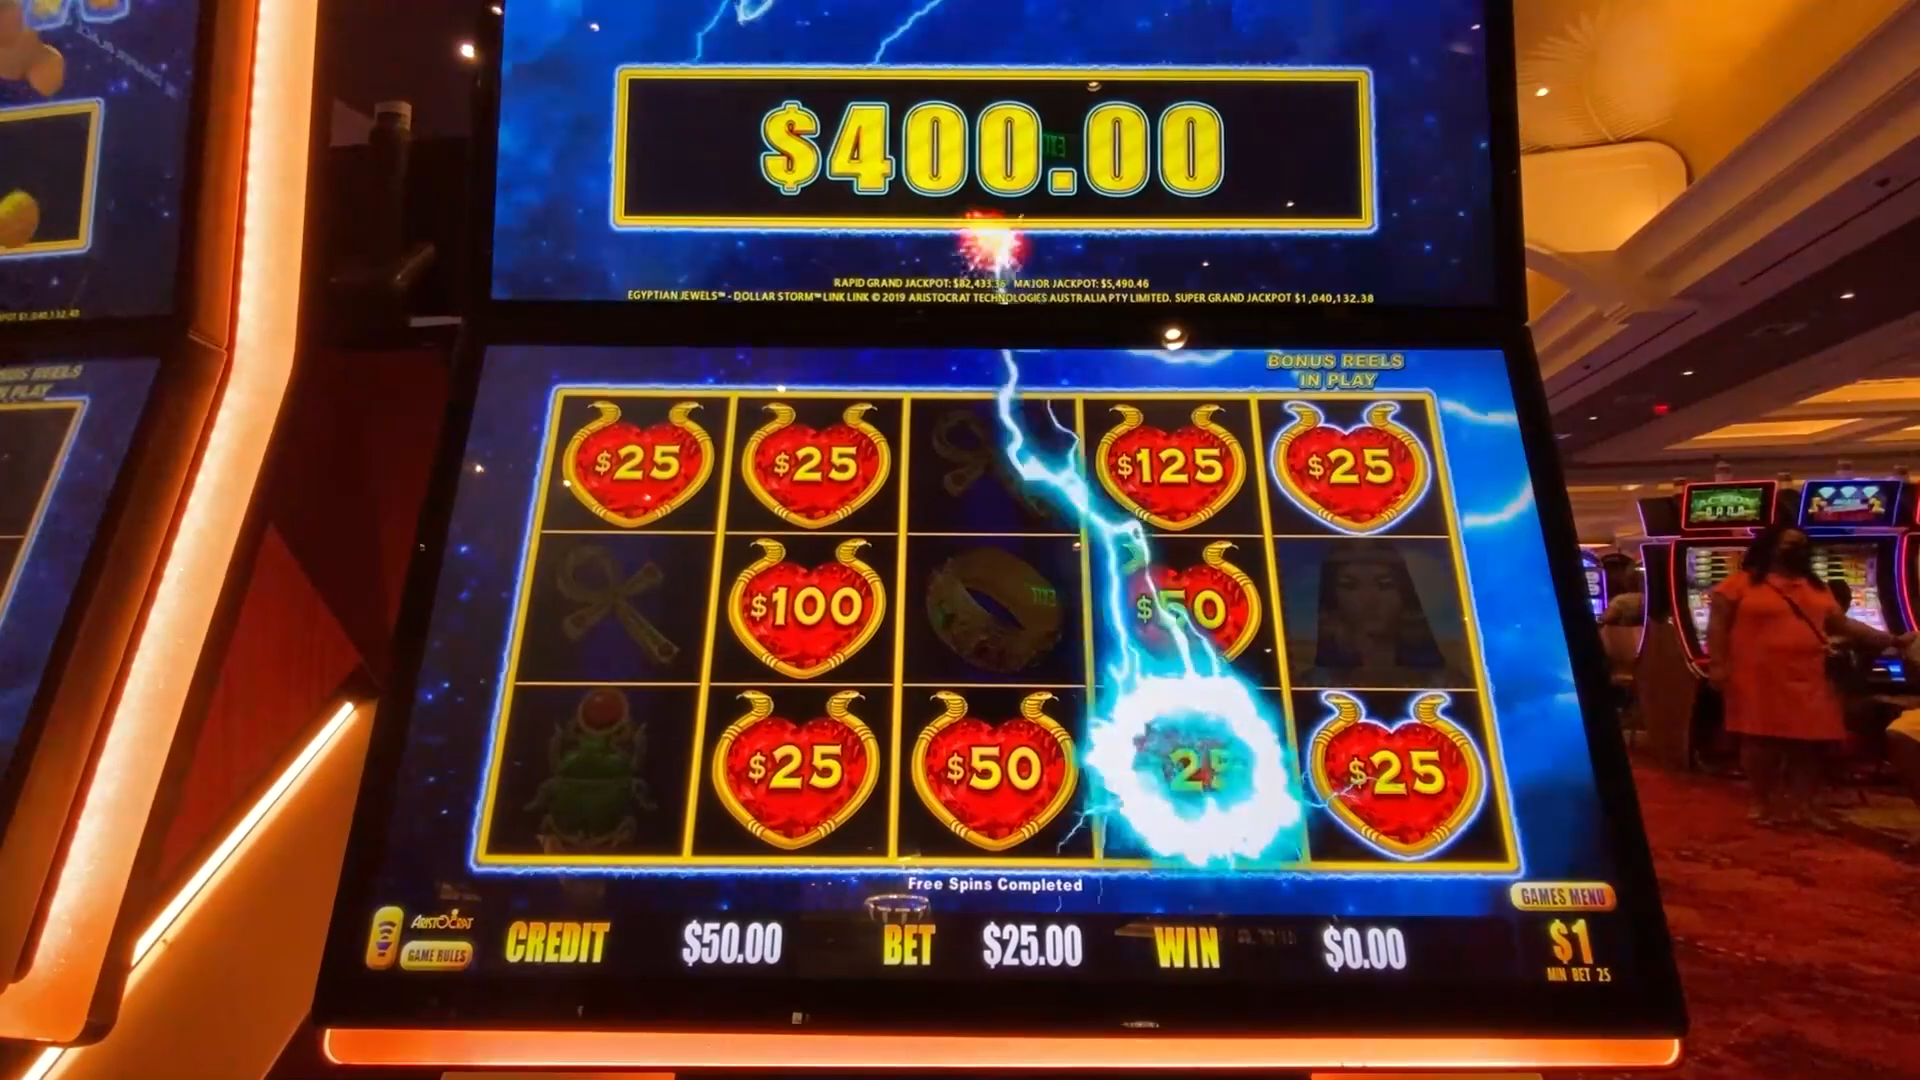 $400.00
RAPID GRAND JACKPOT: $82,433.36 MAJOR JACKPOT: $5,490.46
EGYPTIAN JEWELS™ - DOLLAR STORM™ LINK LINK © 2019 ARISTOCRAT TECHNOLOGIES AUSTRALIA PTY LIMITED. SUPER GRAND JACKPOT $1,040,132.38
BONUS REELS
IN PLAY
$25 $25 $125 $25
$100 $50
$25 $50 25 $25
Free Spins Completed
GAMES MENU
ARISTOCRAT
GAME RULES
CREDIT $50.00 BET $25.00 WIN $0.00
$1
MIN BET 25